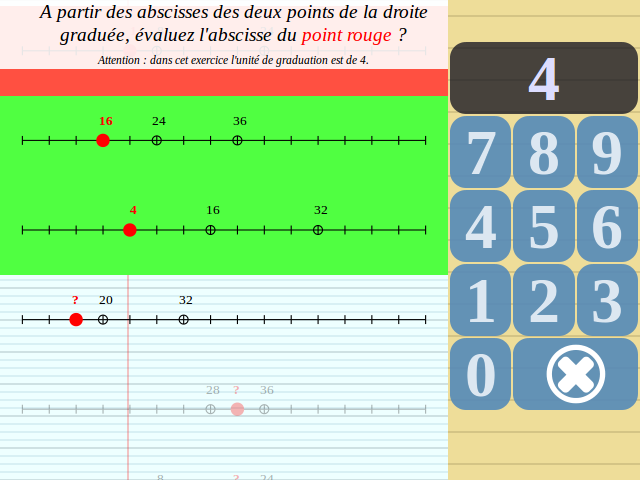 A partir des abscisses des deux points de la droite
graduée, évaluez l'abscisse du point rouge ?
Attention : dans cet exercice l'unité de graduation est de 4.
16 24 36
4 16 32
? 20 32
28 ? 36
8 ? 24
4
7 8 9
4 5 6
1 2 3
0